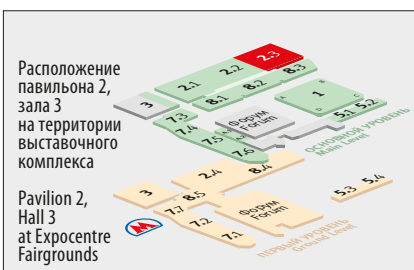 Расположение
павильона 2,
зала 3
на территории
выставочного
комплекса
Pavilion 2,
Hall 3
at Expocentre
Fairgrounds
2.3
2.2
2.1
8.3
8.2
8.1
3
1
7.3
7.4
7.5
7.6
Форум
Forum
5.1
5.2
ОСНОВНОЙ УРОВЕНЬ
Main Level
8.4
2.4
3
8.5
7.7
7.2
7.1
Форум
Forum
5.3
5.4
ПЕРВЫЙ УРОВЕНЬ
Ground Level